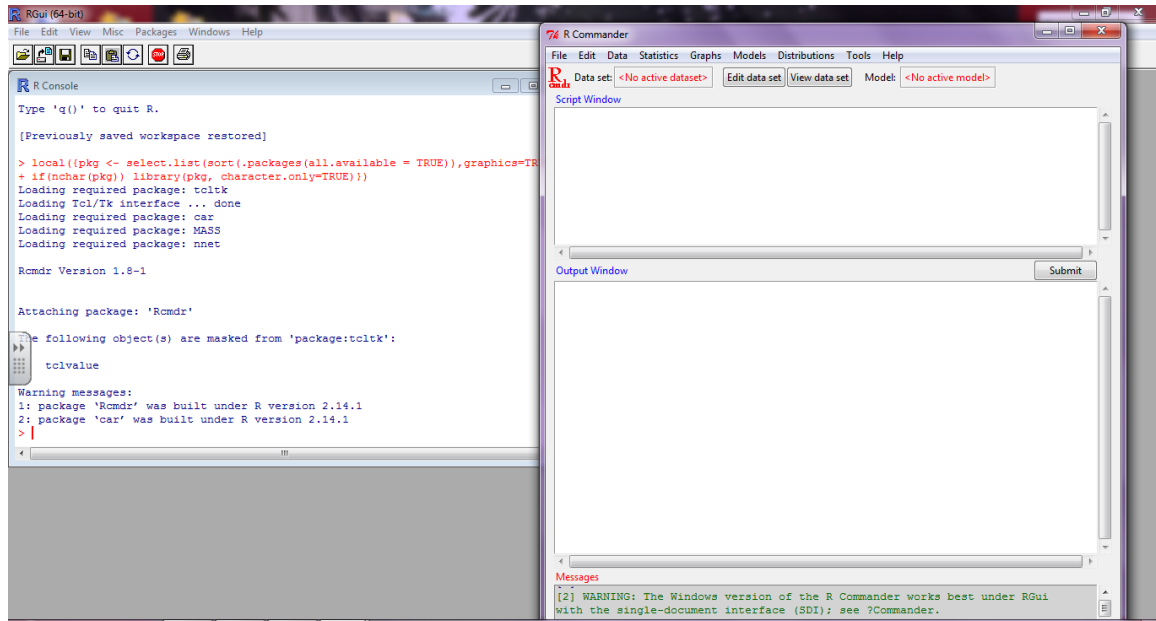 RGui (64-bit)
File Edit View Misc Packages Windows Help
STOP
R Console
Type 'q()' to quit R.
[Previously saved workspace restored]
> local({pkg <- select.list(sort(.packages(all.available = TRUE)),graphics=TR
+ if(nchar(pkg)) library(pkg, character.only=TRUE)})
Loading required package: tcltk
Loading Tcl/Tk interface ... done
Loading required package: car
Loading required package: MASS
Loading required package: nnet
Rcmdr Version 1.8-1
Attaching package: 'Rcmdr'
The following object(s) are masked from 'package:tcltk':
tclvalue
Warning messages:
1: package ‘Rcmdr’ was built under R version 2.14.1
2: package ‘car’ was built under R version 2.14.1
>
R Commander
File Edit Data Statistics Graphs Models Distributions Tools Help
R cmdr Data set: <No active dataset> Edit data set View data set Model: <No active model>
Script Window
Output Window Submit
Messages
[2] WARNING: The Windows version of the R Commander works best under RGui
with the single-document interface (SDI); see ?Commander.